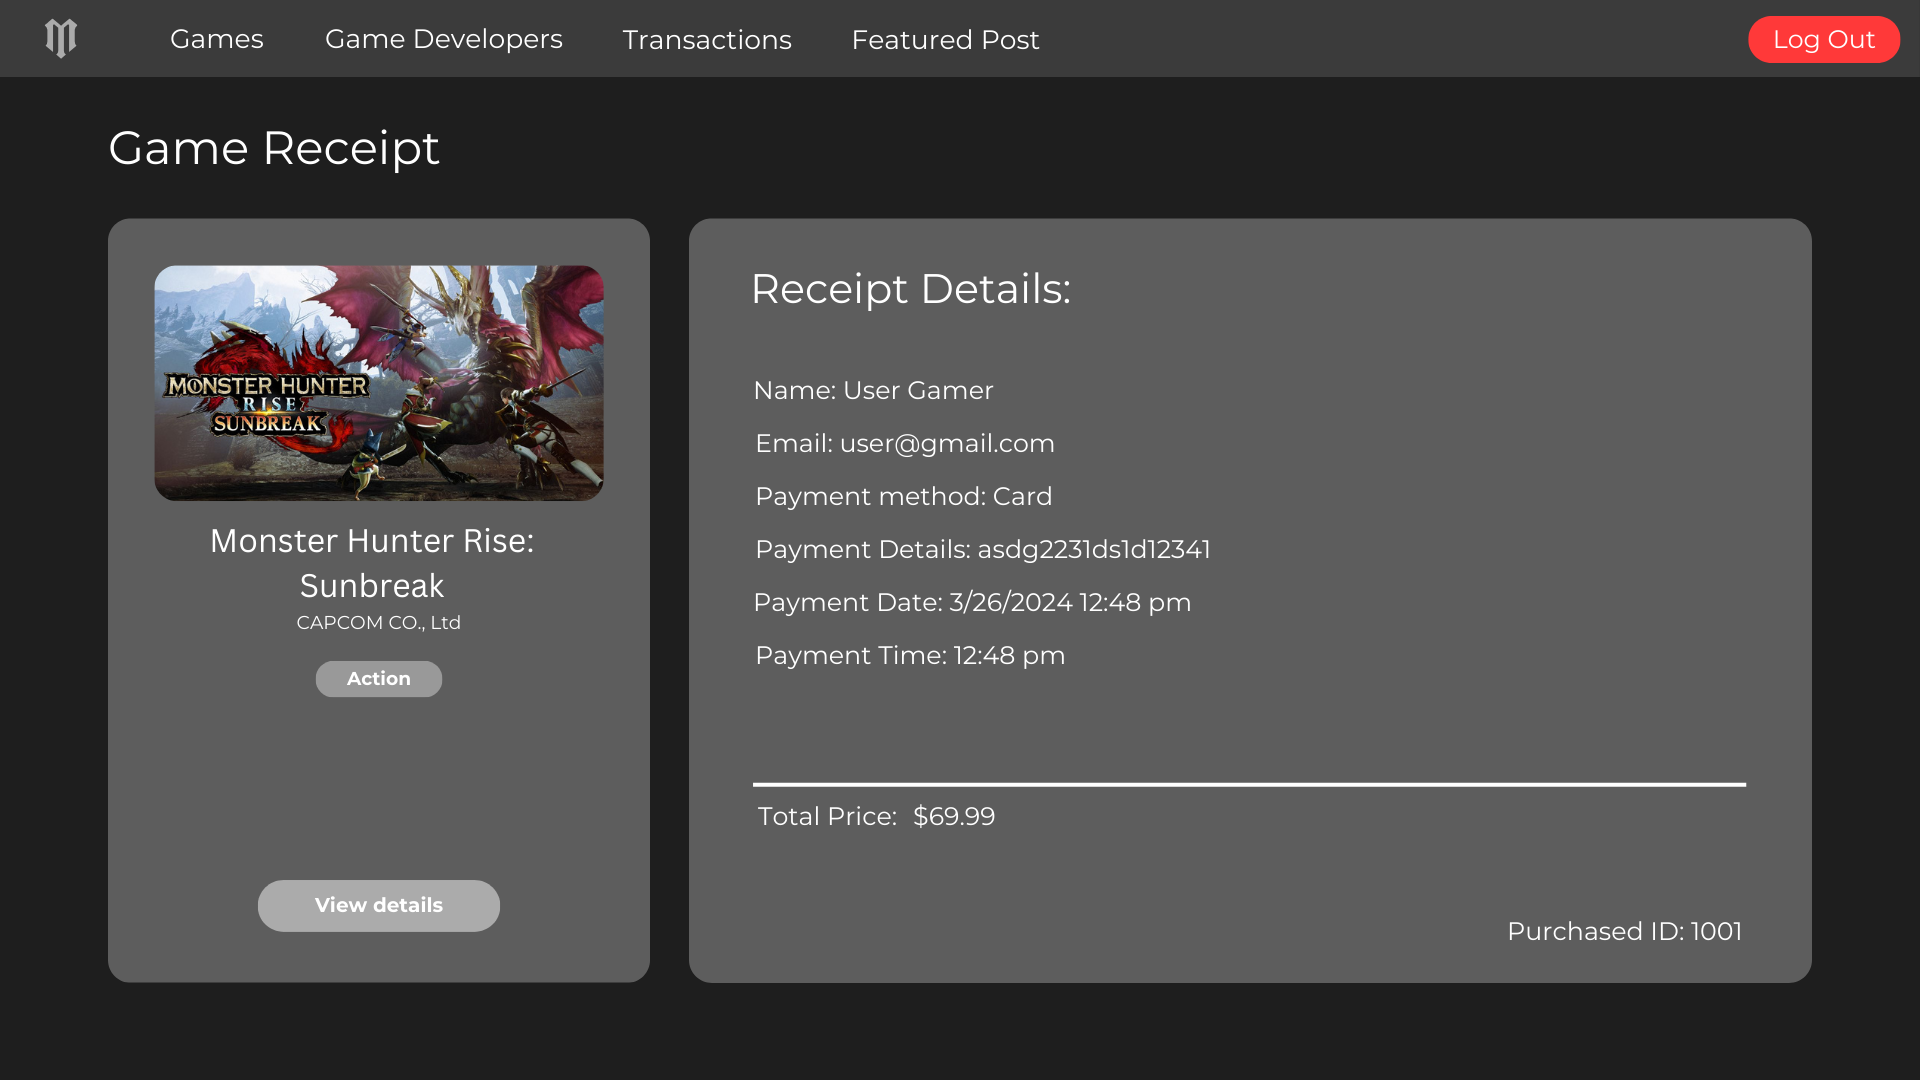 Games Game Developers Transactions Featured Post Log Out
Game Receipt
MONSTER HUNTER
RISE
SUNBREAK
Monster Hunter Rise:
Sunbreak
CAPCOM CO., Ltd
Action
View details
Receipt Details:
Name: User Gamer
Email: user@gmail.com
Payment method: Card
Payment Details: asdg2231ds1d12341
Payment Date: 3/26/2024 12:48 pm
Payment Time: 12:48 pm
Total Price: $69.99
Purchased ID: 1001